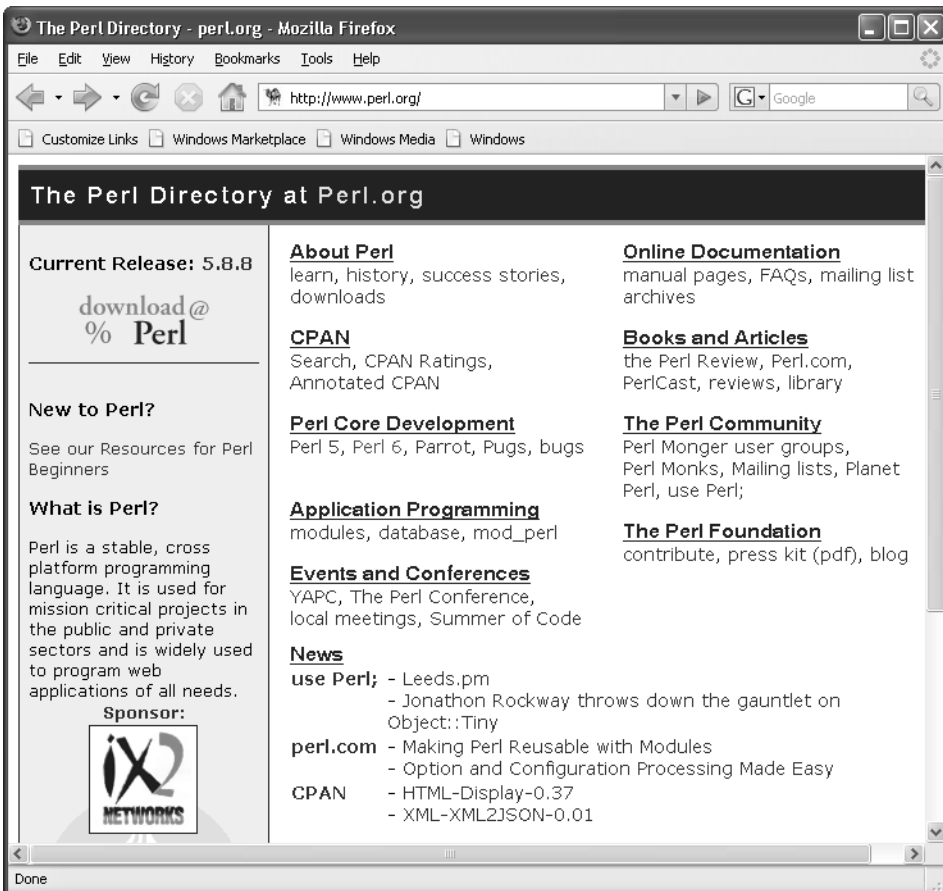 The Perl Directory - perl.org - Mozilla Firefox
File Edit View History Bookmarks Tools Help
http://www.perl.org/
G Google
Customize Links Windows Marketplace Windows Media Windows
The Perl Directory at Perl.org
Current Release: 5.8.8
download@
% Perl
New to Perl?
See our Resources for Perl
Beginners
What is Perl?
Perl is a stable, cross
platform programming
language. It is used for
mission critical projects in
the public and private
sectors and is widely used
to program web
applications of all needs.
Sponsor:
iX2
NETWORKS
About Perl
learn, history, success stories,
downloads
CPAN
Search, CPAN Ratings,
Annotated CPAN
Perl Core Development
Perl 5, Perl 6, Parrot, Pugs, bugs
Application Programming
modules, database, mod_perl
Events and Conferences
YAPC, The Perl Conference,
local meetings, Summer of Code
Online Documentation
manual pages, FAQs, mailing list
archives
Books and Articles
the Perl Review, Perl.com,
PerlCast, reviews, library
The Perl Community
Perl Monger user groups,
Perl Monks, Mailing lists, Planet
Perl, use Perl;
The Perl Foundation
contribute, press kit (pdf), blog
News
use Perl; - Leeds.pm
- Jonathon Rockway throws down the gauntlet on
Object::Tiny
perl.com - Making Perl Reusable with Modules
- Option and Configuration Processing Made Easy
CPAN - HTML-Display-0.37
- XML-XML2JSON-0.01
Done